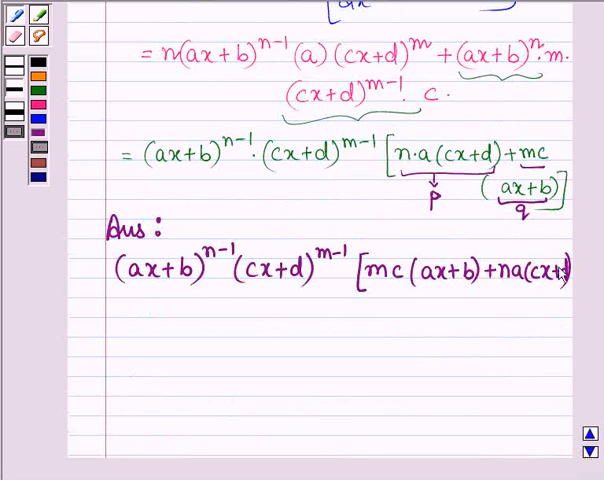 [ax
= n(ax+b)^{n-1} (a) (cx+d)^m + (ax+b)^n · m ·
(cx+d)^{m-1} · c ·
= (ax+b)^{n-1} · (cx+d)^{m-1} [n·a(cx+d) + mc
(ax+b)]
p
q
Ans :
(ax+b)^{n-1} (cx+d)^{m-1} [mc(ax+b)+na(cx+d)